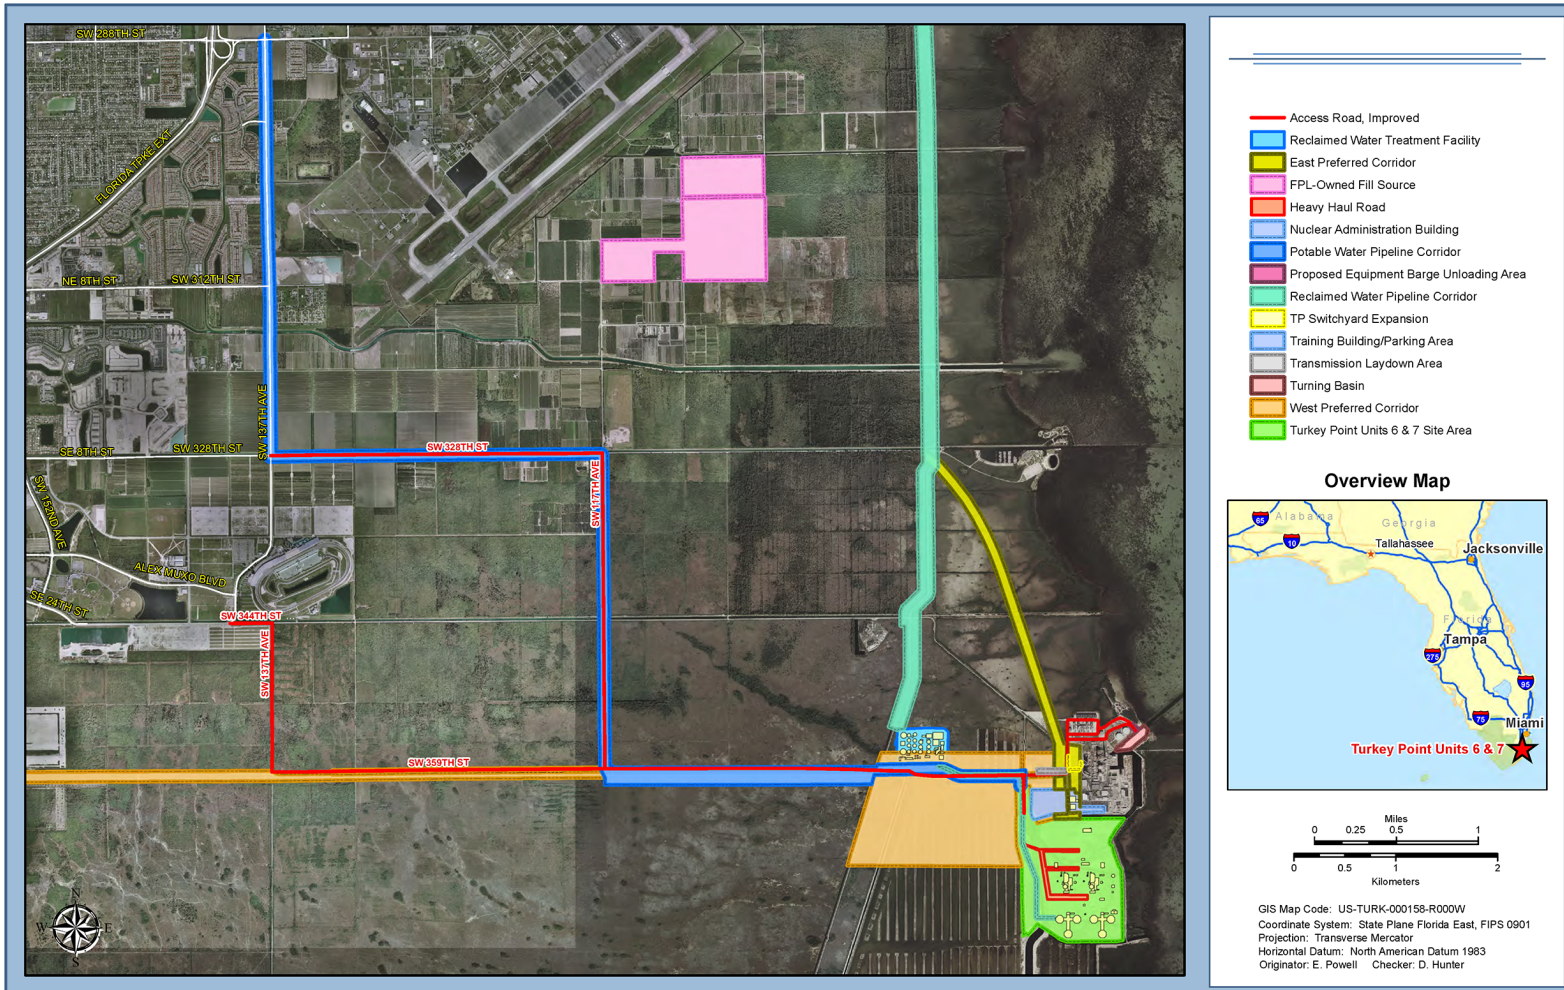 SW 288TH ST
FLORIDA TPKE EXT
NE 8TH ST
SW 312TH ST
SW 137TH AVE
SE 8TH ST
SW 328TH ST
SW 328TH ST
SW 117TH AVE
SW 152ND AVE
ALEX MUXO BLVD
SE 24TH ST
SW 344TH ST
SW 137TH AVE
SW 359TH ST
N
W
E
S
Access Road, Improved
Reclaimed Water Treatment Facility
East Preferred Corridor
FPL-Owned Fill Source
Heavy Haul Road
Nuclear Administration Building
Potable Water Pipeline Corridor
Proposed Equipment Barge Unloading Area
Reclaimed Water Pipeline Corridor
TP Switchyard Expansion
Training Building/Parking Area
Transmission Laydown Area
Turning Basin
West Preferred Corridor
Turkey Point Units 6 & 7 Site Area
Overview Map
65
Alabama
Georgia
10
Tallahassee
Jacksonville
Florida
Tampa
275
95
75
Miami
Turkey Point Units 6 & 7
Miles
0 0.25 0.5 1
0 0.5 1 2
Kilometers
GIS Map Code: US-TURK-000158-R000W
Coordinate System: State Plane Florida East, FIPS 0901
Projection: Transverse Mercator
Horizontal Datum: North American Datum 1983
Originator: E. Powell Checker: D. Hunter